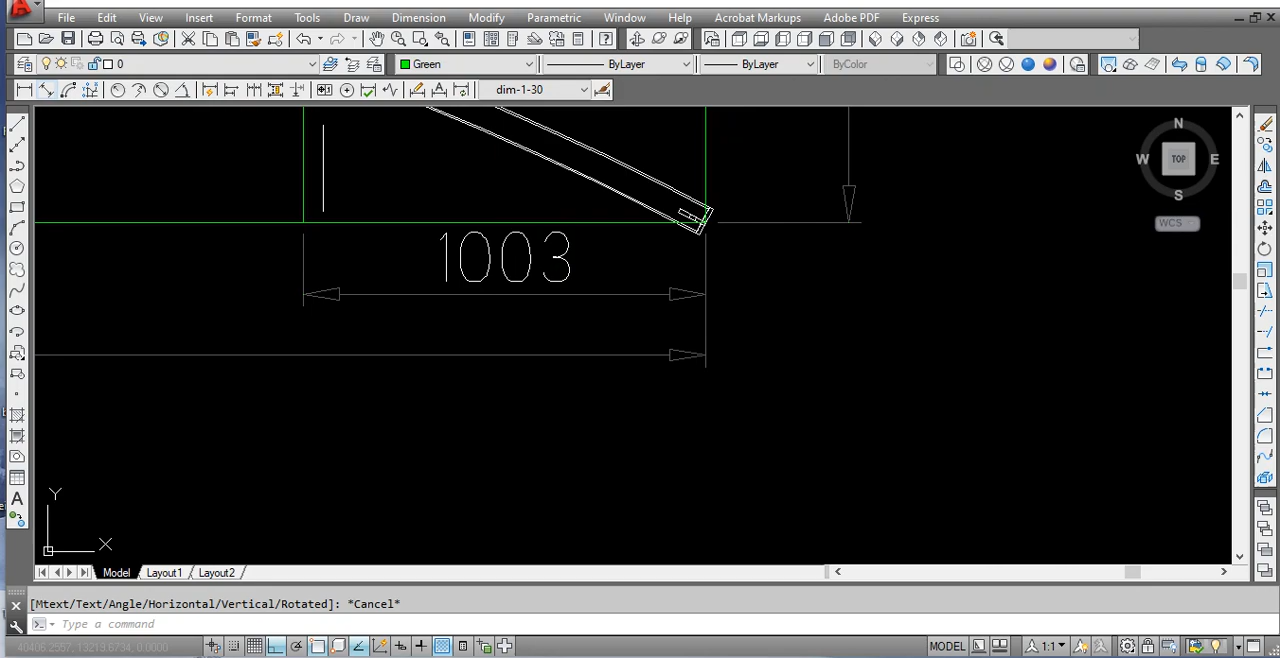 File Edit View Insert Format Tools Draw Dimension Modify Parametric Window Help Acrobat Markups Adobe PDF Express
0 Green ByLayer ByLayer ByColor
dim-1-30
N
W TOP E
S
WCS
1003
Y
X
Model Layout1 Layout2
[Mtext/Text/Angle/Horizontal/Vertical/Rotated]: *Cancel*
Type a command
MODEL 1:1